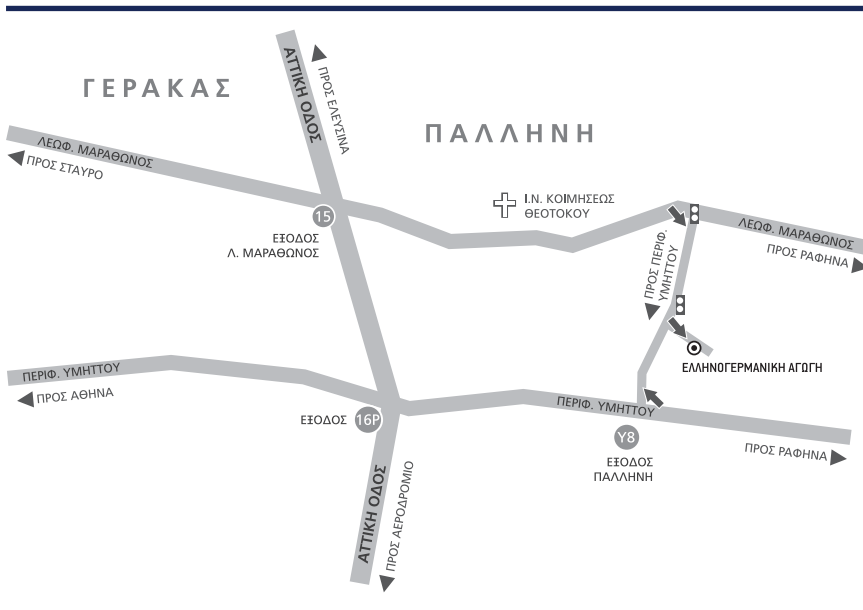 ΓΕΡΑΚΑΣ
ΠΑΛΛΗΝΗ
ΑΤΤΙΚΗ ΟΔΟΣ
ΠΡΟΣ ΕΛΕΥΣΙΝΑ
ΛΕΩΦ. ΜΑΡΑΘΩΝΟΣ
ΠΡΟΣ ΣΤΑΥΡΟ
15
ΕΞΟΔΟΣ
Λ. ΜΑΡΑΘΩΝΟΣ
Ι.Ν. ΚΟΙΜΗΣΕΩΣ
ΘΕΟΤΟΚΟΥ
ΛΕΩΦ. ΜΑΡΑΘΩΝΟΣ
ΠΡΟΣ ΡΑΦΗΝΑ
ΠΡΟΣ ΠΕΡΙΦ.
ΥΜΗΤΤΟΥ
ΕΛΛΗΝΟΓΕΡΜΑΝΙΚΗ ΑΓΩΓΗ
ΠΕΡΙΦ. ΥΜΗΤΤΟΥ
ΠΡΟΣ ΑΘΗΝΑ
ΕΞΟΔΟΣ
16Ρ
ΠΕΡΙΦ. ΥΜΗΤΤΟΥ
Υ8
ΕΞΟΔΟΣ
ΠΑΛΛΗΝΗ
ΠΡΟΣ ΡΑΦΗΝΑ
ΑΤΤΙΚΗ ΟΔΟΣ
ΠΡΟΣ ΑΕΡΟΔΡΟΜΙΟ